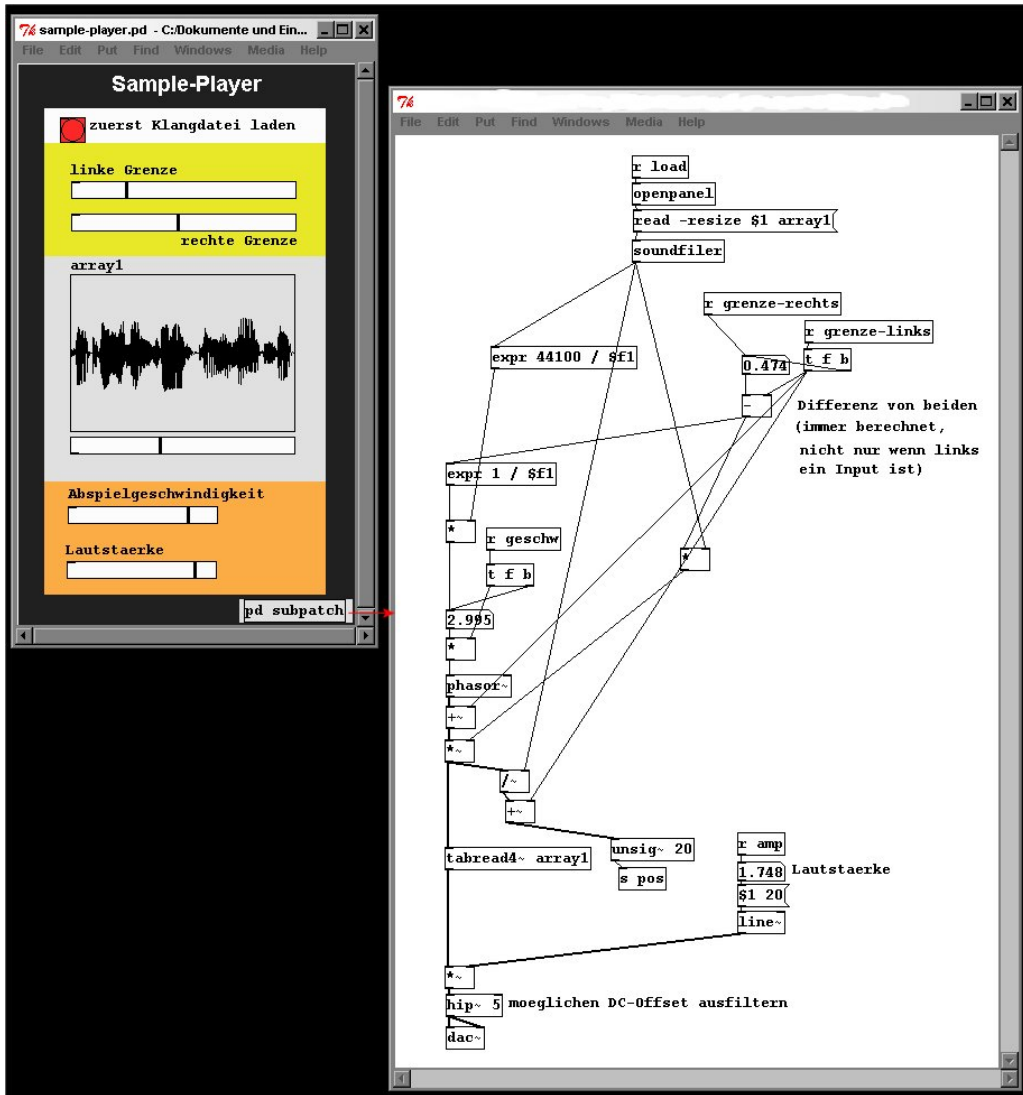 sample-player.pd - C:/Dokumente und Ein...
File Edit Put Find Windows Media Help
Sample-Player
zuerst Klangdatei laden
linke Grenze
rechte Grenze
array1
Abspielgeschwindigkeit
Lautstaerke
pd subpatch
File Edit Put Find Windows Media Help
r load
openpanel
read -resize $1 array1
soundfiler
r grenze-rechts
r grenze-links
expr 44100 / $f1
0.474
t f b
-
Differenz von beiden
(immer berechnet,
nicht nur wenn links
ein Input ist)
expr 1 / $f1
*
r geschw
*
t f b
2.995
*
phasor~
+~
*~
/~
+~
unsig~ 20
r amp
tabread4~ array1
s pos
1.748
Lautstaerke
$1 20
line~
*~
hip~ 5
moeglichen DC-Offset ausfiltern
dac~